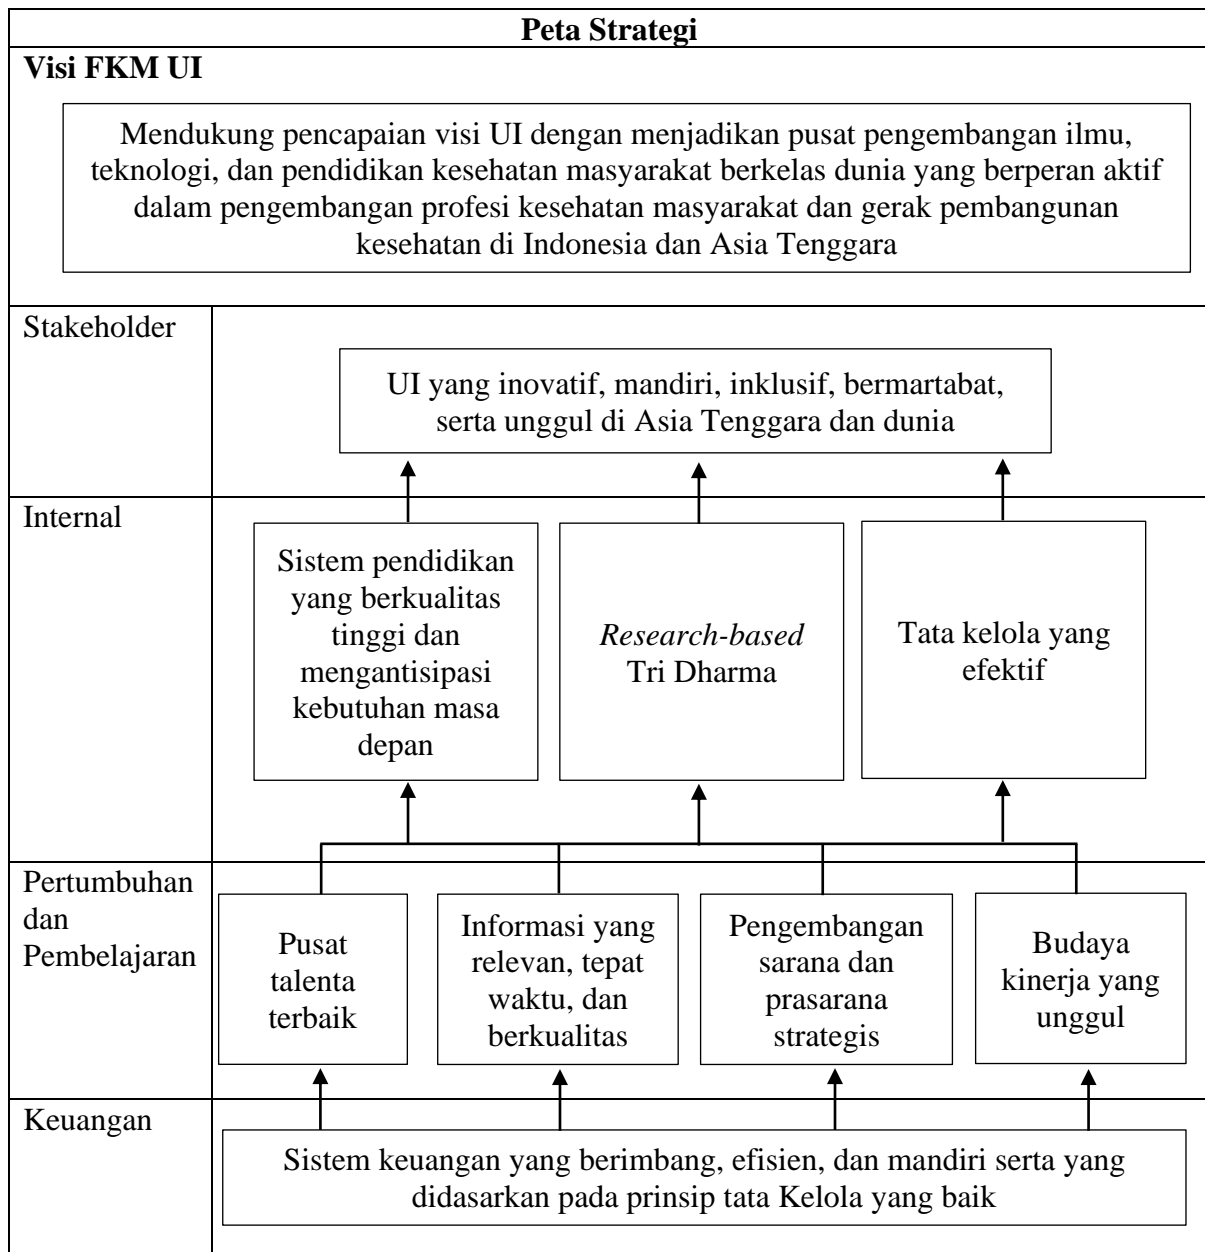 Peta Strategi
Visi FKM UI
Mendukung pencapaian visi UI dengan menjadikan pusat pengembangan ilmu,
teknologi, dan pendidikan kesehatan masyarakat berkelas dunia yang berperan aktif
dalam pengembangan profesi kesehatan masyarakat dan gerak pembangunan
kesehatan di Indonesia dan Asia Tenggara
Stakeholder
UI yang inovatif, mandiri, inklusif, bermartabat,
serta unggul di Asia Tenggara dan dunia
Internal
Sistem pendidikan
yang berkualitas
tinggi dan
mengantisipasi
kebutuhan masa
depan
Research-based
Tri Dharma
Tata kelola yang
efektif
Pertumbuhan
dan
Pembelajaran
Pusat
talenta
terbaik
Informasi yang
relevan, tepat
waktu, dan
berkualitas
Pengembangan
sarana dan
prasarana
strategis
Budaya
kinerja yang
unggul
Keuangan
Sistem keuangan yang berimbang, efisien, dan mandiri serta yang
didasarkan pada prinsip tata Kelola yang baik